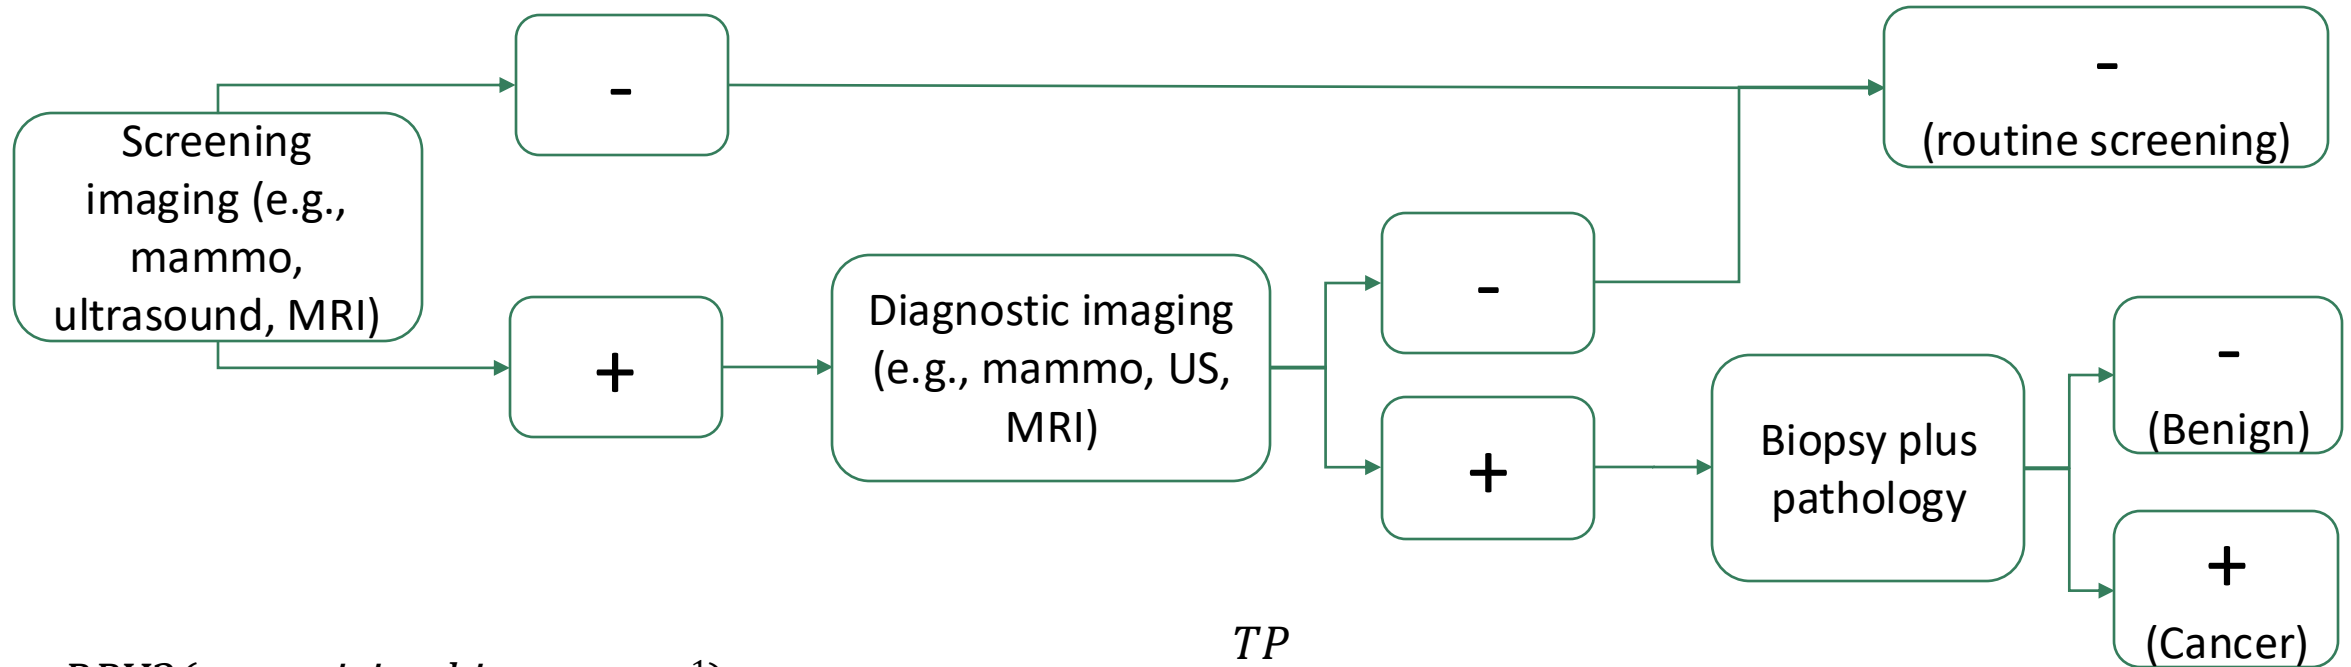 -
-
(routine screening)
Screening
imaging (e.g.,
mammo,
ultrasound, MRI)
+
Diagnostic imaging
(e.g., mammo, US,
MRI)
-
+
Biopsy plus
pathology
-
(Benign)
+
(Cancer)
TP